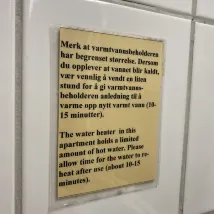 Merk at varmtvannsbeholderen
har begrenset størrelse. Dersom
du opplever at vannet blir kaldt,
vær vennlig å vendt en liten
stund for å gi varmtvanns-
beholderen anledning til å
varme opp nytt varmt vann (10-
15 minutter).
The water heater in this
apartment holds a limited
amount of hot water. Please
allow time for the water to re-
heat after use (about 10-15
minutes).